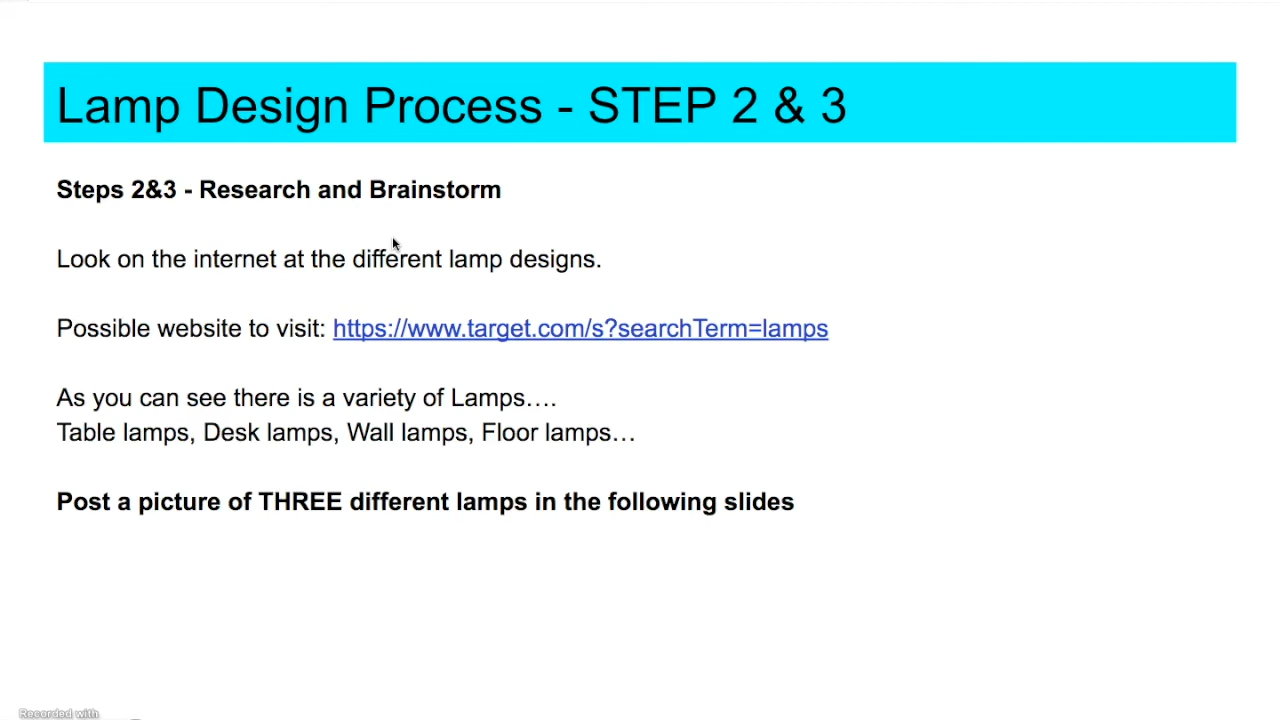 Lamp Design Process - STEP 2 & 3
Steps 2&3 - Research and Brainstorm
Look on the internet at the different lamp designs.
Possible website to visit: https://www.target.com/s?searchTerm=lamps
As you can see there is a variety of Lamps….
Table lamps, Desk lamps, Wall lamps, Floor lamps…
Post a picture of THREE different lamps in the following slides
Recorded with